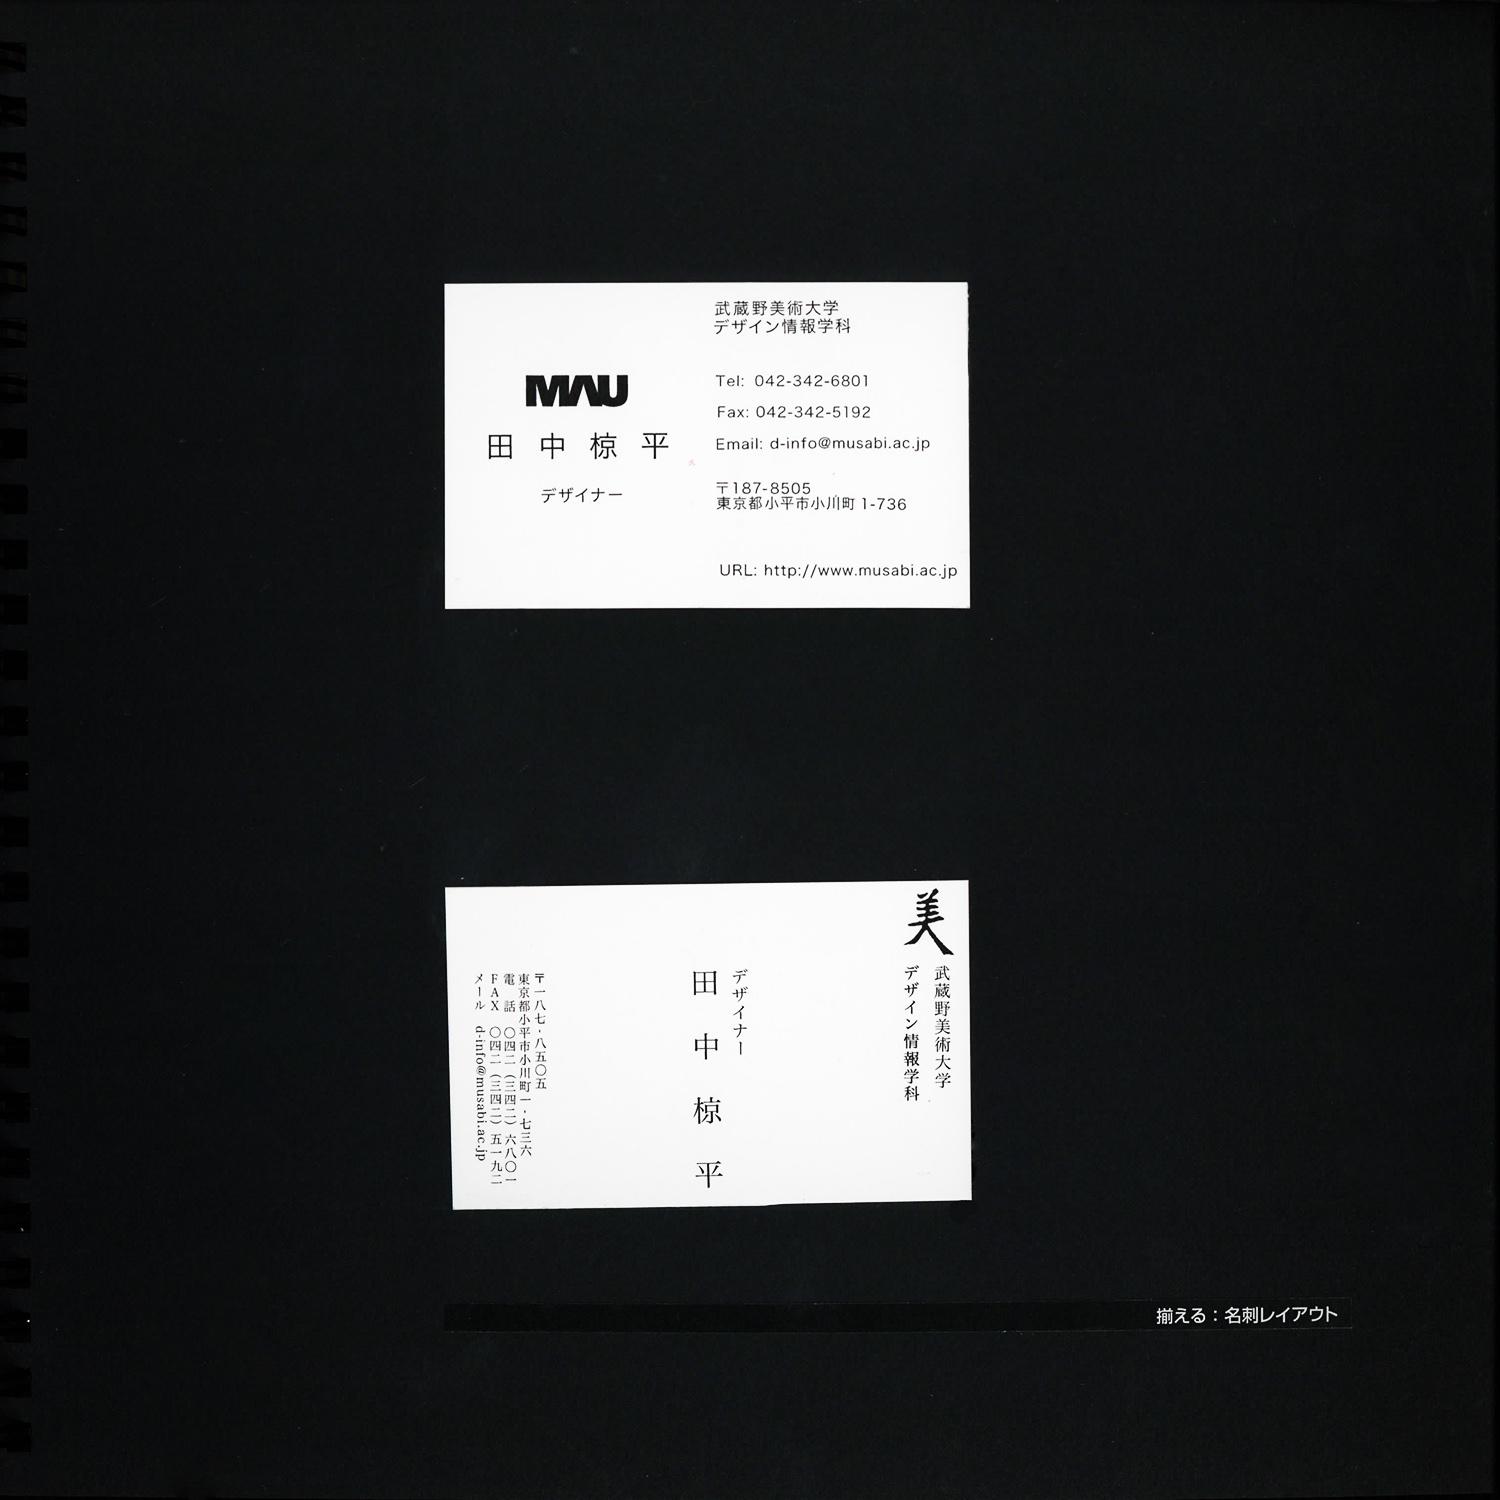 武蔵野美術大学
デザイン情報学科
MAU
田中椋平
デザイナー
Tel: 042-342-6801
Fax: 042-342-5192
Email: d-info@musabi.ac.jp
〒187-8505
東京都小平市小川町1-736
URL: http://www.musabi.ac.jp
美
武蔵野美術大学
デザイン情報学科
デザイナー
田中椋平
〒一八七-八五〇五
東京都小平市小川町一-七三六
電話 〇四二(三四二)六八〇一
FAX 〇四二(三四二)五一九二
メール d-info@musabi.ac.jp
揃える：名刺レイアウト